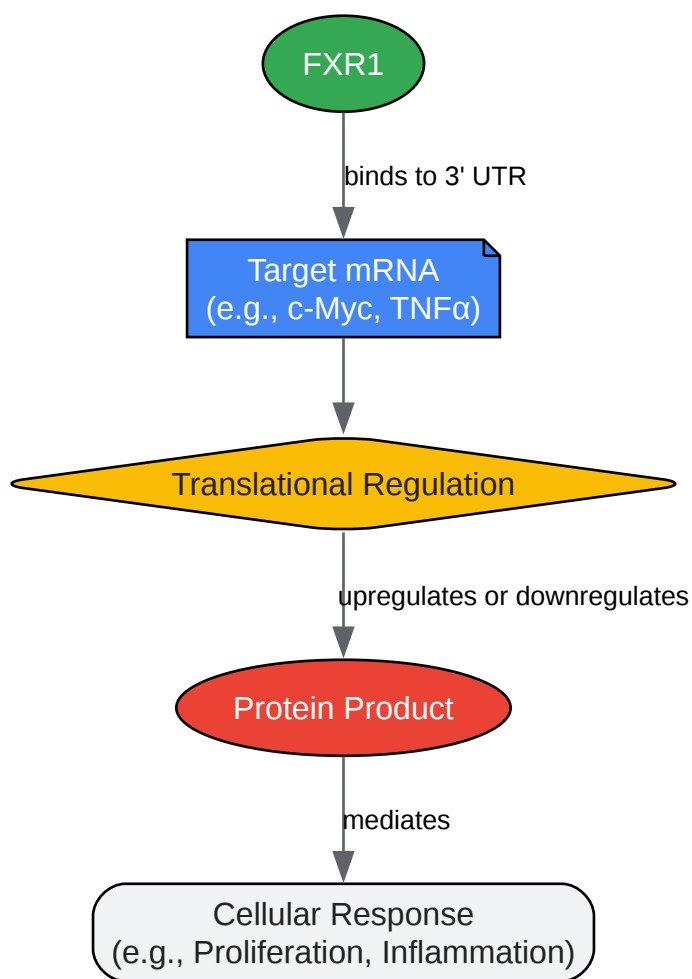 FXR1
binds to 3' UTR
Target mRNA
(e.g., c-Myc, TNFα)
Translational Regulation
upregulates or downregulates
Protein Product
mediates
Cellular Response
(e.g., Proliferation, Inflammation)